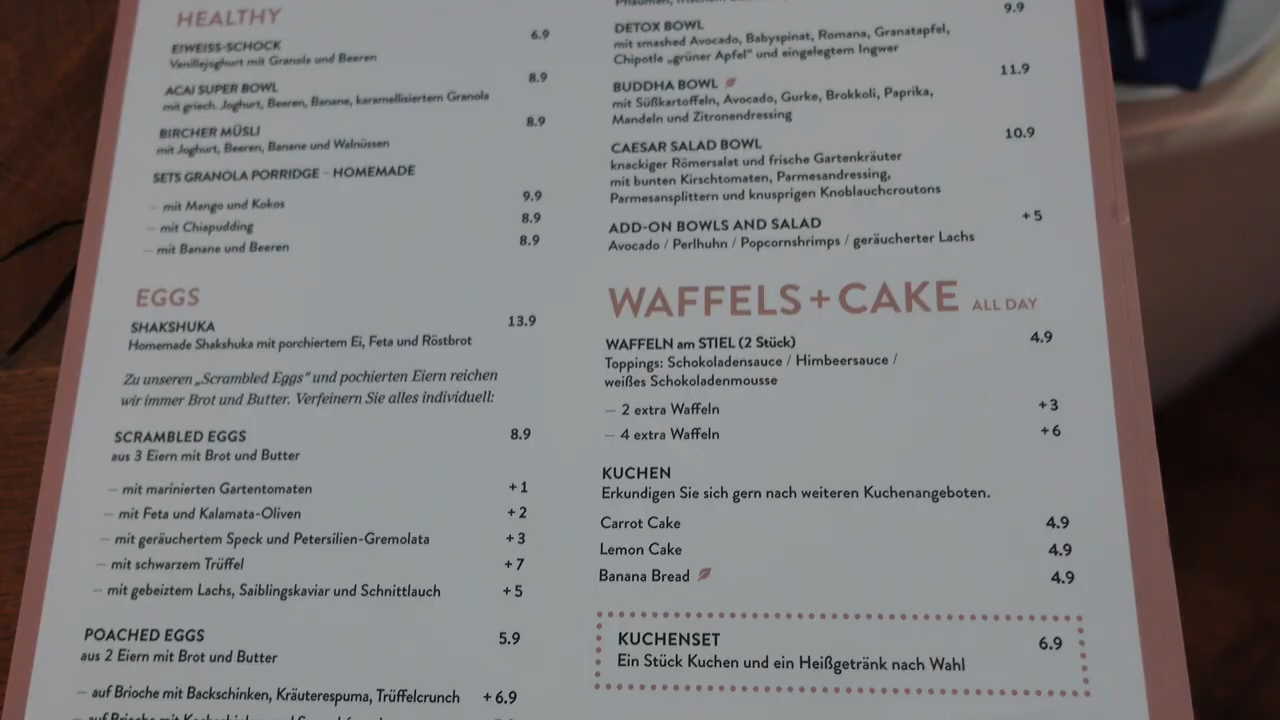 HEALTHY
EIWEISS-SCHOCK 6.9
Vanillejoghurt mit Granola und Beeren
ACAI SUPER BOWL 8.9
mit griech. Joghurt, Beeren, Banane, karamellisiertem Granola
BIRCHER MÜSLI 8.9
mit Joghurt, Beeren, Banane und Walnüssen
SETS GRANOLA PORRIDGE – HOMEMADE
– mit Mango und Kokos 9.9
– mit Chiapudding 8.9
– mit Banane und Beeren 8.9
EGGS
SHAKSHUKA 13.9
Homemade Shakshuka mit porchiertem Ei, Feta und Röstbrot
Zu unseren „Scrambled Eggs“ und pochierten Eiern reichen
wir immer Brot und Butter. Verfeinern Sie alles individuell:
SCRAMBLED EGGS 8.9
aus 3 Eiern mit Brot und Butter
– mit marinierten Gartentomaten +1
– mit Feta und Kalamata-Oliven +2
– mit geräuchertem Speck und Petersilien-Gremolata +3
– mit schwarzem Trüffel +7
– mit gebeiztem Lachs, Saiblingskaviar und Schnittlauch +5
POACHED EGGS 5.9
aus 2 Eiern mit Brot und Butter
– auf Brioche mit Backschinken, Kräuterespuma, Trüffelcrunch +6.9
– auf Brioche mit
DETOX BOWL 9.9
mit smashed Avocado, Babyspinat, Romana, Granatapfel,
Chipotle „grüner Apfel“ und eingelegtem Ingwer
BUDDHA BOWL 11.9
mit Süßkartoffeln, Avocado, Gurke, Brokkoli, Paprika,
Mandeln und Zitronendressing
CAESAR SALAD BOWL 10.9
knackiger Römersalat und frische Gartenkräuter
mit bunten Kirschtomaten, Parmesandressing,
Parmesansplittern und knusprigen Knoblauchcroutons
ADD-ON BOWLS AND SALAD +5
Avocado / Perlhuhn / Popcornshrimps / geräucherter Lachs
WAFFELS + CAKE ALL DAY
WAFFELN am STIEL (2 Stück) 4.9
Toppings: Schokoladensauce / Himbeersauce /
weißes Schokoladenmousse
– 2 extra Waffeln +3
– 4 extra Waffeln +6
KUCHEN
Erkundigen Sie sich gern nach weiteren Kuchenangeboten.
Carrot Cake 4.9
Lemon Cake 4.9
Banana Bread 4.9
KUCHENSET 6.9
Ein Stück Kuchen und ein Heißgetränk nach Wahl